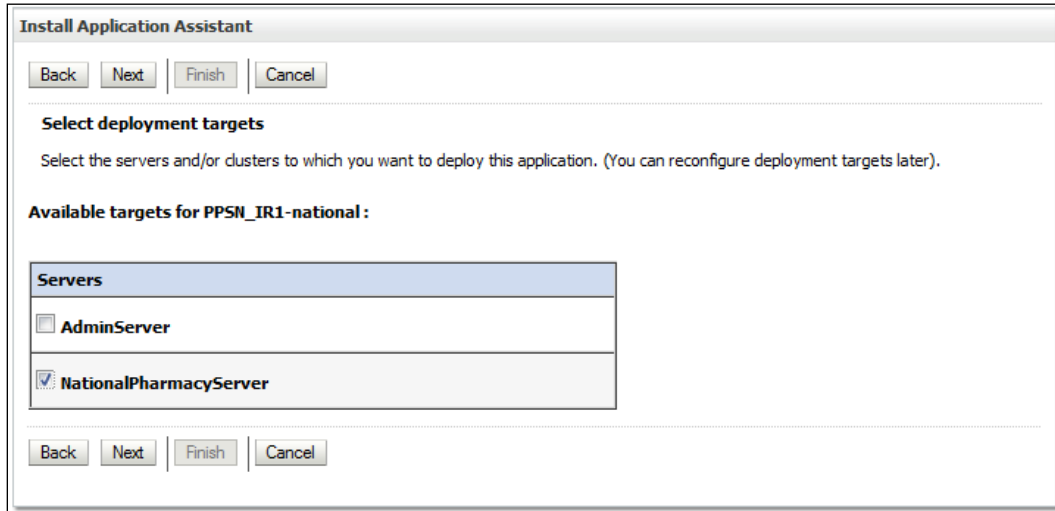 Install Application Assistant
Back Next Finish Cancel
Select deployment targets
Select the servers and/or clusters to which you want to deploy this application. (You can reconfigure deployment targets later).
Available targets for PPSN_IR1-national :
Servers
AdminServer
NationalPharmacyServer
Back Next Finish Cancel